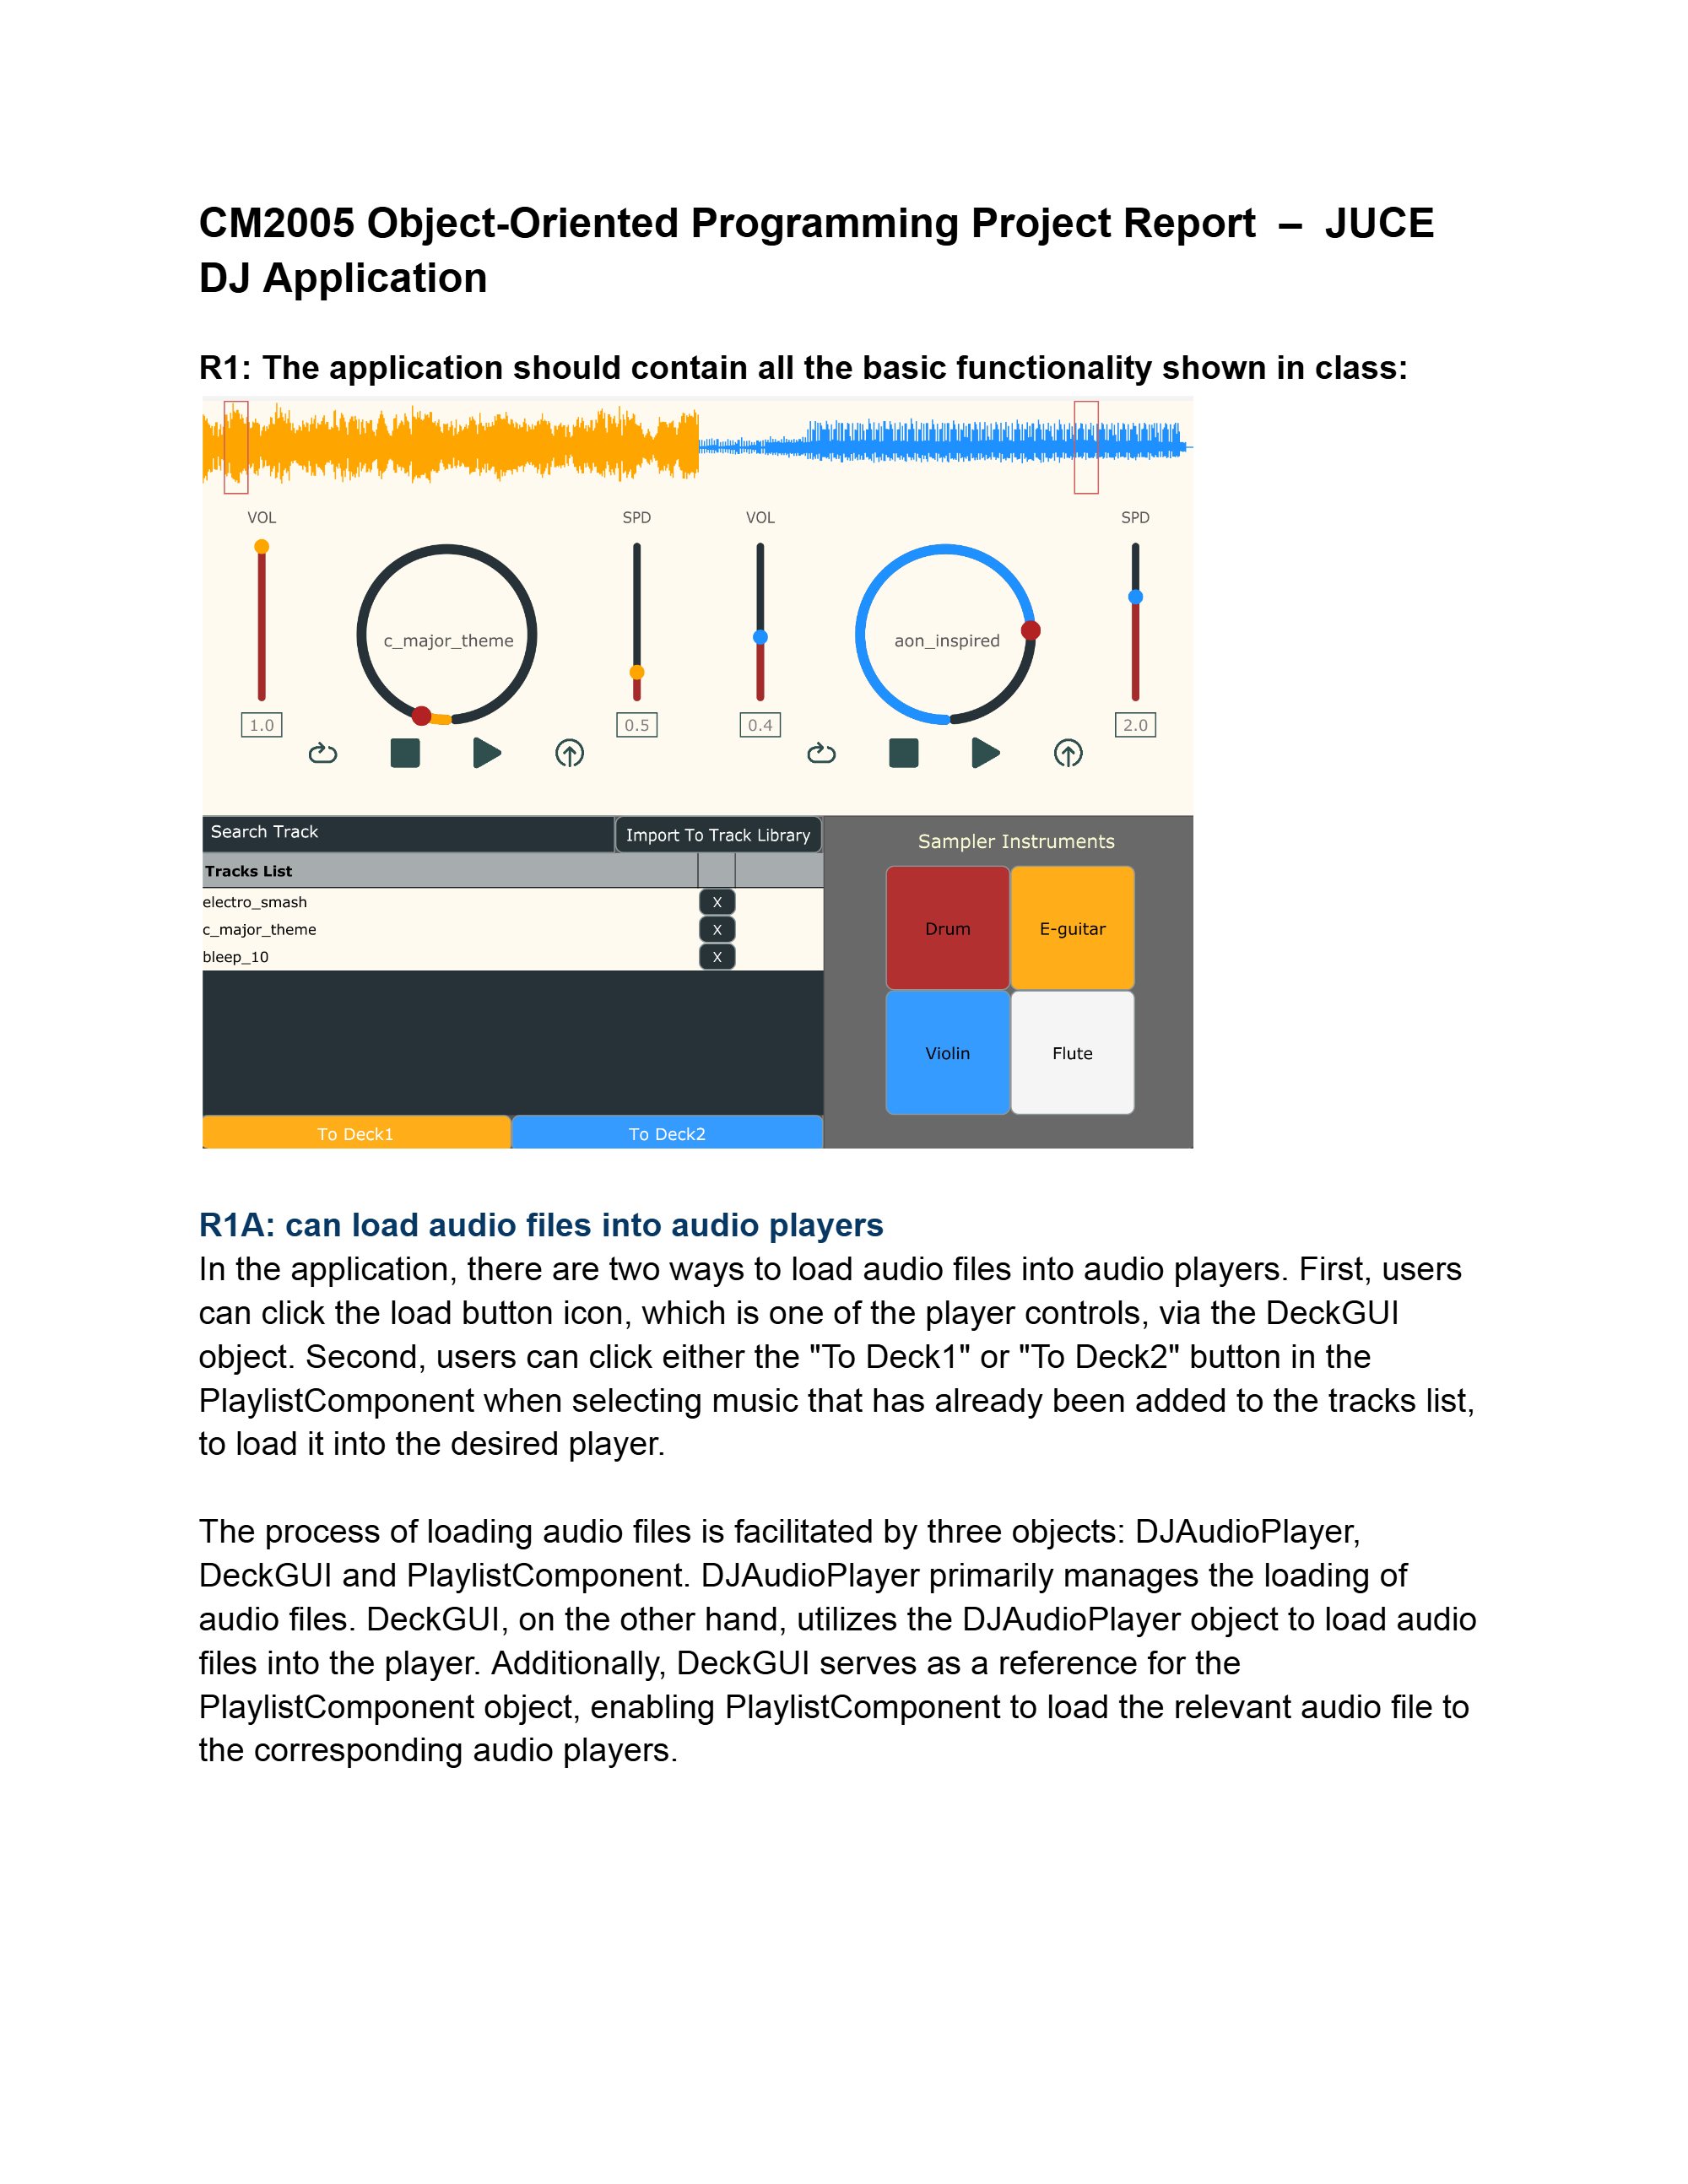 CM2005 Object-Oriented Programming Project Report – JUCE
DJ Application
R1: The application should contain all the basic functionality shown in class:
VOL
SPD
VOL
SPD
c_major_theme
aon_inspired
1.0
0.5
0.4
2.0
Search Track
Import To Track Library
Sampler Instruments
Tracks List
electro_smash X
c_major_theme X
bleep_10 X
Drum
E-guitar
Violin
Flute
To Deck1
To Deck2
R1A: can load audio files into audio players
In the application, there are two ways to load audio files into audio players. First, users
can click the load button icon, which is one of the player controls, via the DeckGUI
object. Second, users can click either the "To Deck1" or "To Deck2" button in the
PlaylistComponent when selecting music that has already been added to the tracks list,
to load it into the desired player.
The process of loading audio files is facilitated by three objects: DJAudioPlayer,
DeckGUI and PlaylistComponent. DJAudioPlayer primarily manages the loading of
audio files. DeckGUI, on the other hand, utilizes the DJAudioPlayer object to load audio
files into the player. Additionally, DeckGUI serves as a reference for the
PlaylistComponent object, enabling PlaylistComponent to load the relevant audio file to
the corresponding audio players.